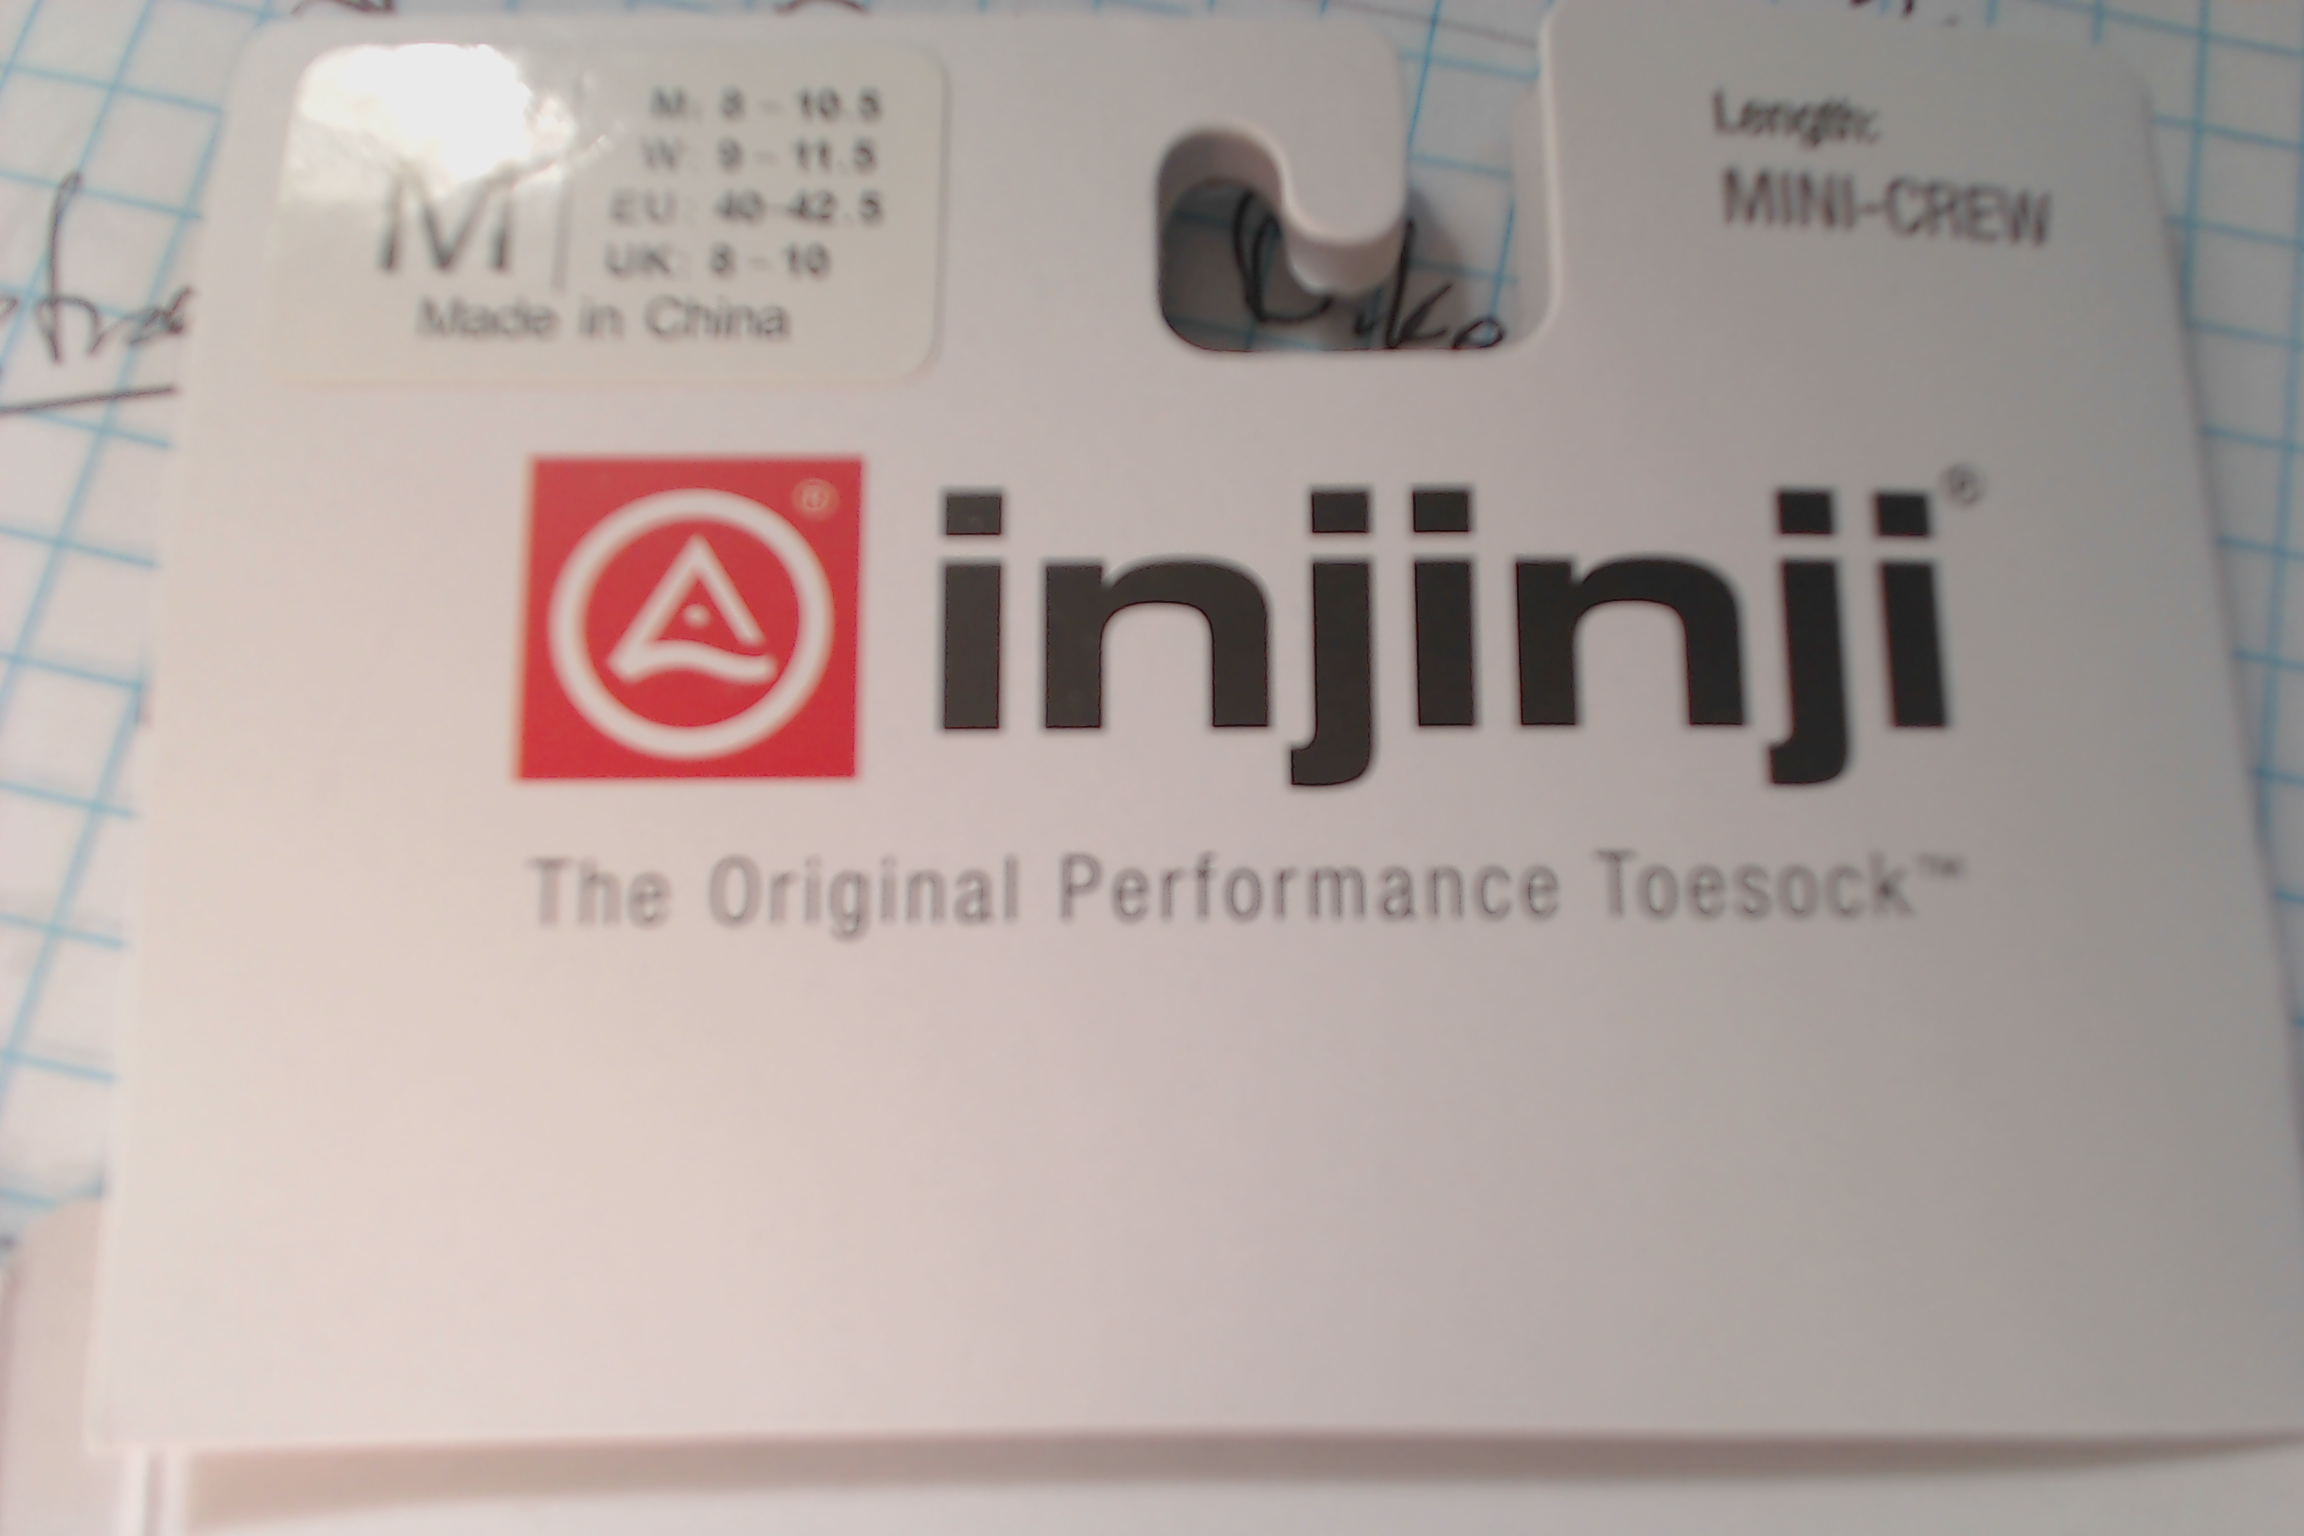 M: 8 - 10.5
W: 9 - 11.5
EU: 40-42.5
UK: 8 - 10
M
Made in China
Length:
MINI-CREW
injinji®
The Original Performance Toesock™